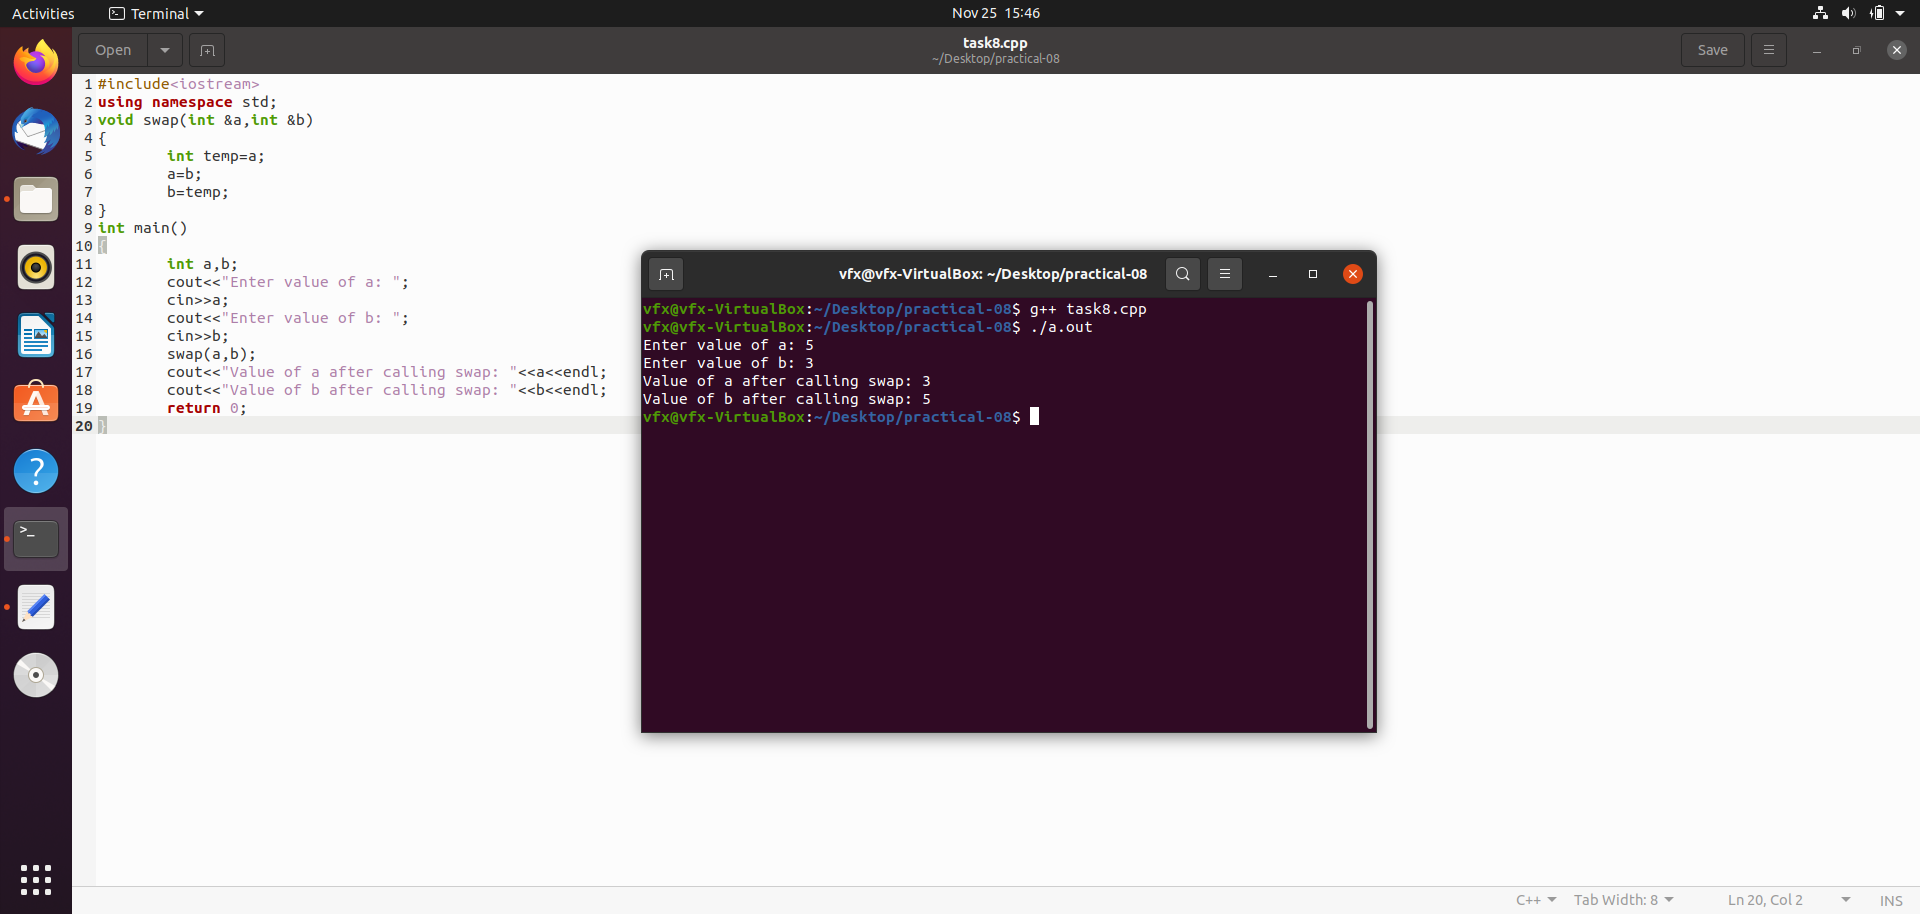 Activities Terminal Nov 25 15:46
Open task8.cpp Save
~/Desktop/practical-08
1 #include<iostream>
2 using namespace std;
3 void swap(int &a,int &b)
4 {
5 int temp=a;
6 a=b;
7 b=temp;
8 }
9 int main()
10 {
11 int a,b;
12 cout<<"Enter value of a: ";
13 cin>>a;
14 cout<<"Enter value of b: ";
15 cin>>b;
16 swap(a,b);
17 cout<<"Value of a after calling swap: "<<a<<endl;
18 cout<<"Value of b after calling swap: "<<b<<endl;
19 return 0;
20 }
vfx@vfx-VirtualBox: ~/Desktop/practical-08
vfx@vfx-VirtualBox:~/Desktop/practical-08$ g++ task8.cpp
vfx@vfx-VirtualBox:~/Desktop/practical-08$ ./a.out
Enter value of a: 5
Enter value of b: 3
Value of a after calling swap: 3
Value of b after calling swap: 5
vfx@vfx-VirtualBox:~/Desktop/practical-08$
C++ Tab Width: 8 Ln 20, Col 2 INS